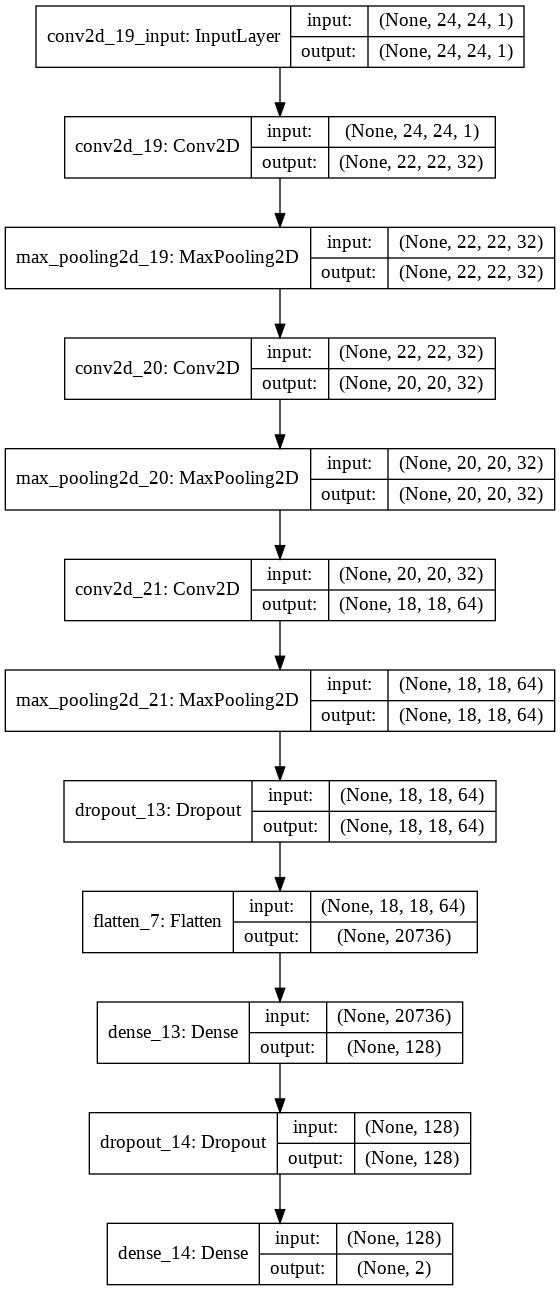 conv2d_19_input: InputLayer
input: (None, 24, 24, 1)
output: (None, 24, 24, 1)
conv2d_19: Conv2D
input: (None, 24, 24, 1)
output: (None, 22, 22, 32)
max_pooling2d_19: MaxPooling2D
input: (None, 22, 22, 32)
output: (None, 22, 22, 32)
conv2d_20: Conv2D
input: (None, 22, 22, 32)
output: (None, 20, 20, 32)
max_pooling2d_20: MaxPooling2D
input: (None, 20, 20, 32)
output: (None, 20, 20, 32)
conv2d_21: Conv2D
input: (None, 20, 20, 32)
output: (None, 18, 18, 64)
max_pooling2d_21: MaxPooling2D
input: (None, 18, 18, 64)
output: (None, 18, 18, 64)
dropout_13: Dropout
input: (None, 18, 18, 64)
output: (None, 18, 18, 64)
flatten_7: Flatten
input: (None, 18, 18, 64)
output: (None, 20736)
dense_13: Dense
input: (None, 20736)
output: (None, 128)
dropout_14: Dropout
input: (None, 128)
output: (None, 128)
dense_14: Dense
input: (None, 128)
output: (None, 2)